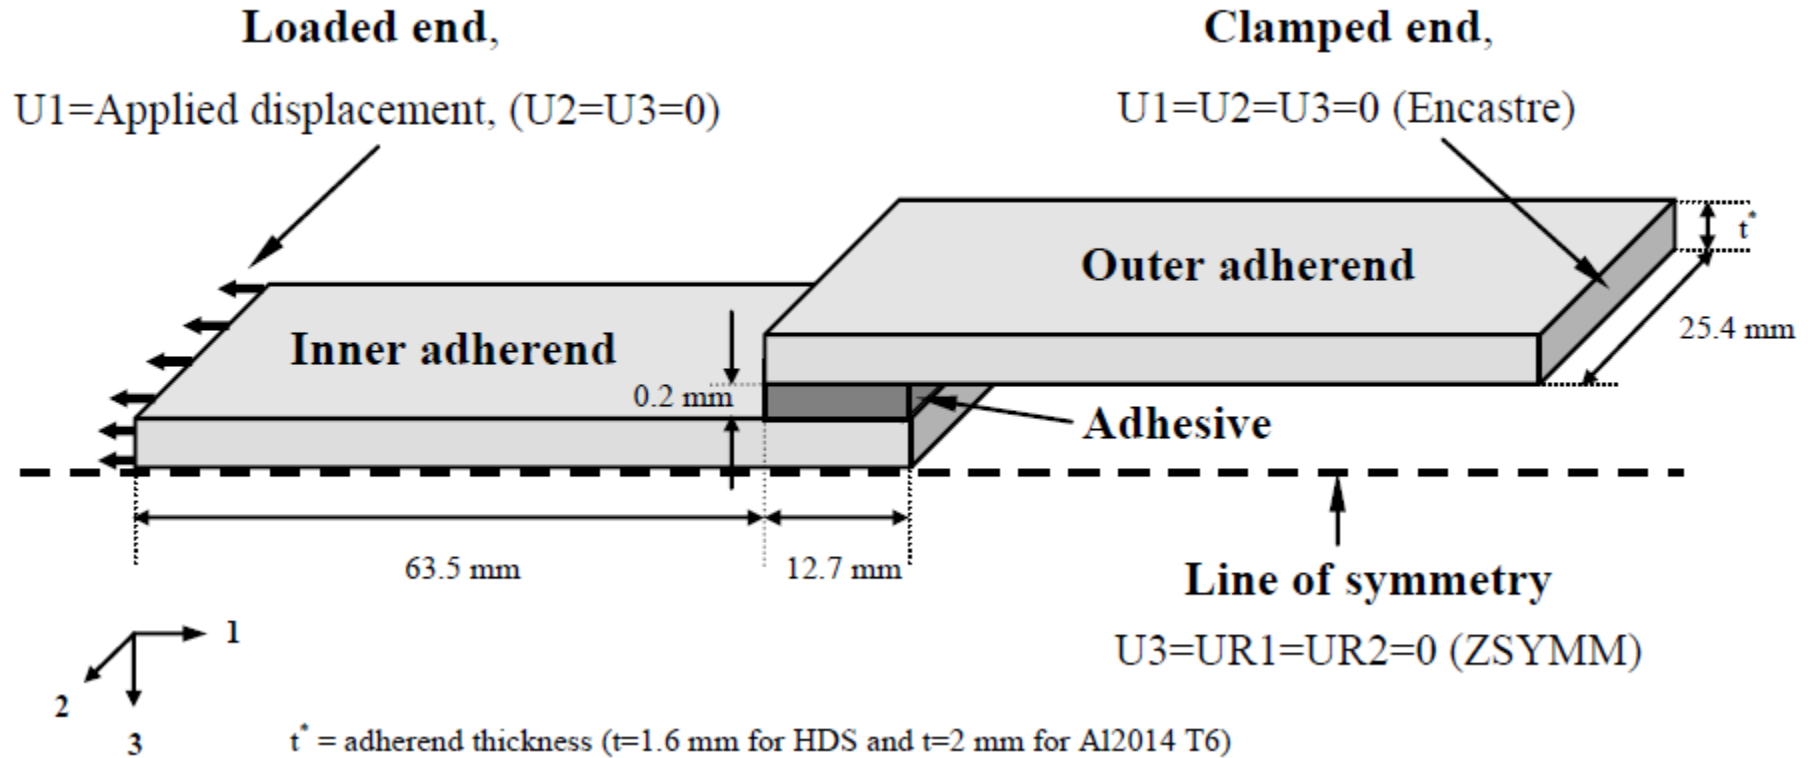 Loaded end,
U1=Applied displacement, (U2=U3=0)
Clamped end,
U1=U2=U3=0 (Encastre)
t*
Outer adherend
25.4 mm
Inner adherend
0.2 mm
Adhesive
63.5 mm
12.7 mm
Line of symmetry
U3=UR1=UR2=0 (ZSYMM)
1
2
3
t* = adherend thickness (t=1.6 mm for HDS and t=2 mm for Al2014 T6)